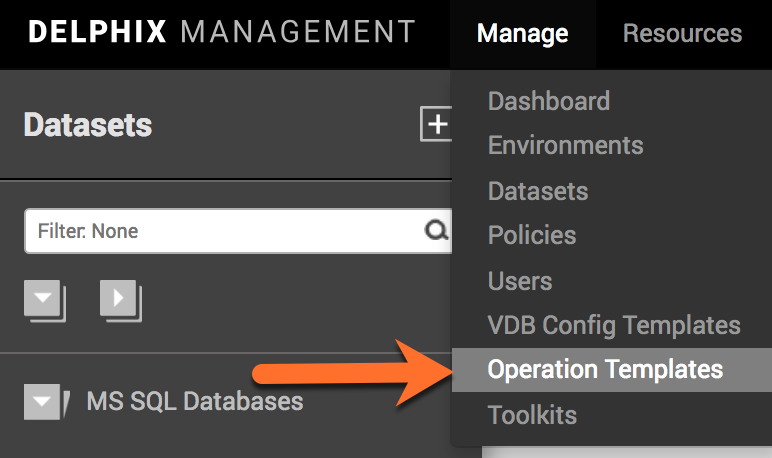 DELPHIX MANAGEMENT
Manage
Resources
Datasets
Filter: None
MS SQL Databases
Dashboard
Environments
Datasets
Policies
Users
VDB Config Templates
Operation Templates
Toolkits